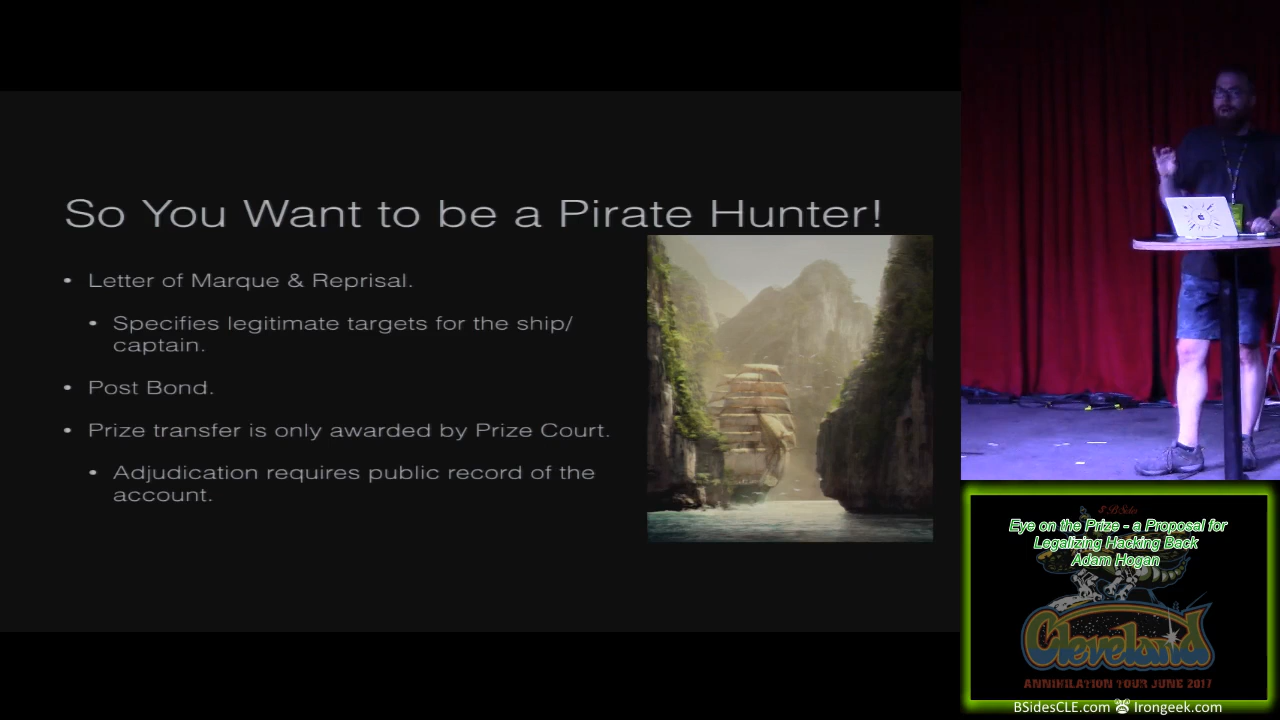 So You Want to be a Pirate Hunter!
• Letter of Marque & Reprisal.
• Specifies legitimate targets for the ship/
captain.
• Post Bond.
• Prize transfer is only awarded by Prize Court.
• Adjudication requires public record of the
account.
BSides
Eye on the Prize - a Proposal for
Legalizing Hacking Back
Adam Hogan
Cleveland
ANNIHILATION TOUR JUNE 2017
BSidesCLE.com Irongeek.com